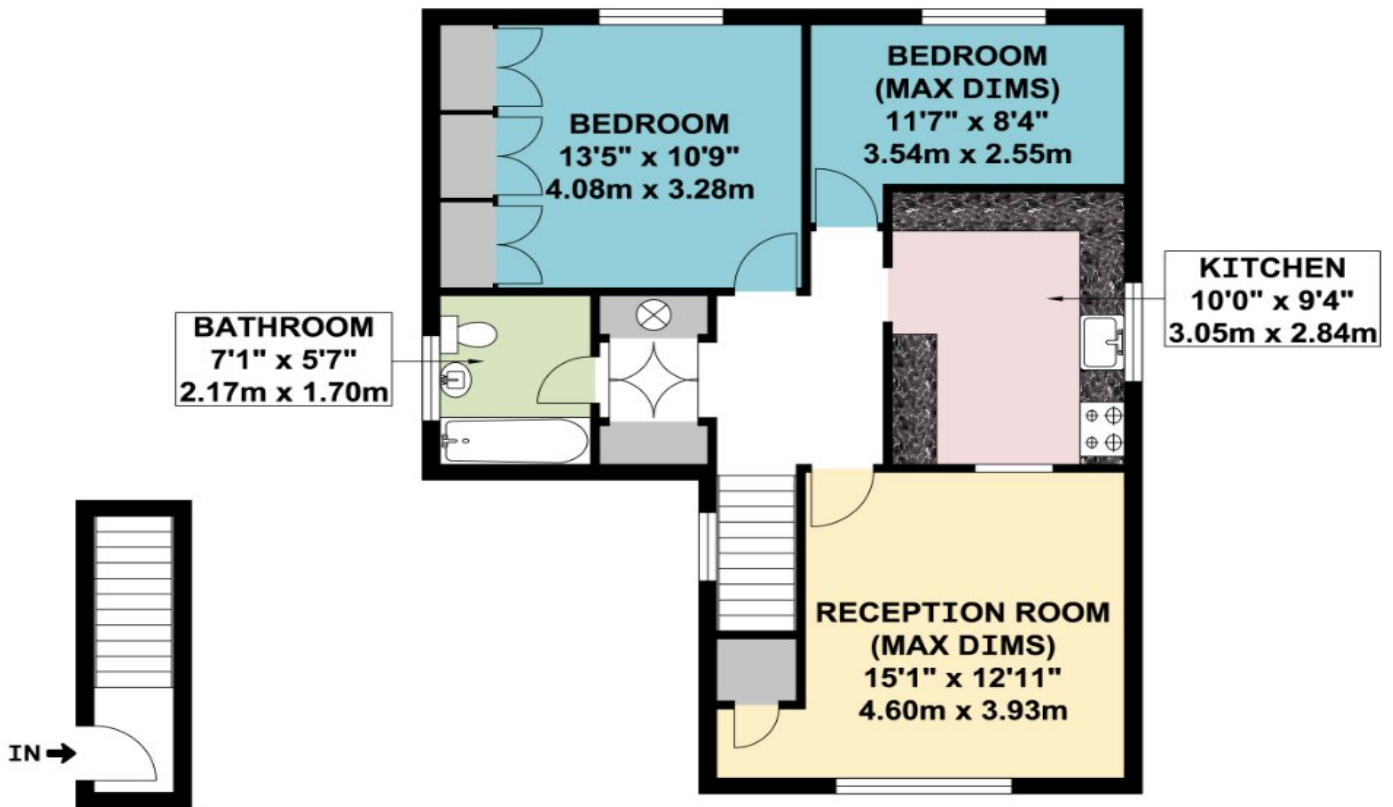 BEDROOM
13'5" x 10'9"
4.08m x 3.28m
BEDROOM
(MAX DIMS)
11'7" x 8'4"
3.54m x 2.55m
KITCHEN
10'0" x 9'4"
3.05m x 2.84m
BATHROOM
7'1" x 5'7"
2.17m x 1.70m
RECEPTION ROOM
(MAX DIMS)
15'1" x 12'11"
4.60m x 3.93m
IN